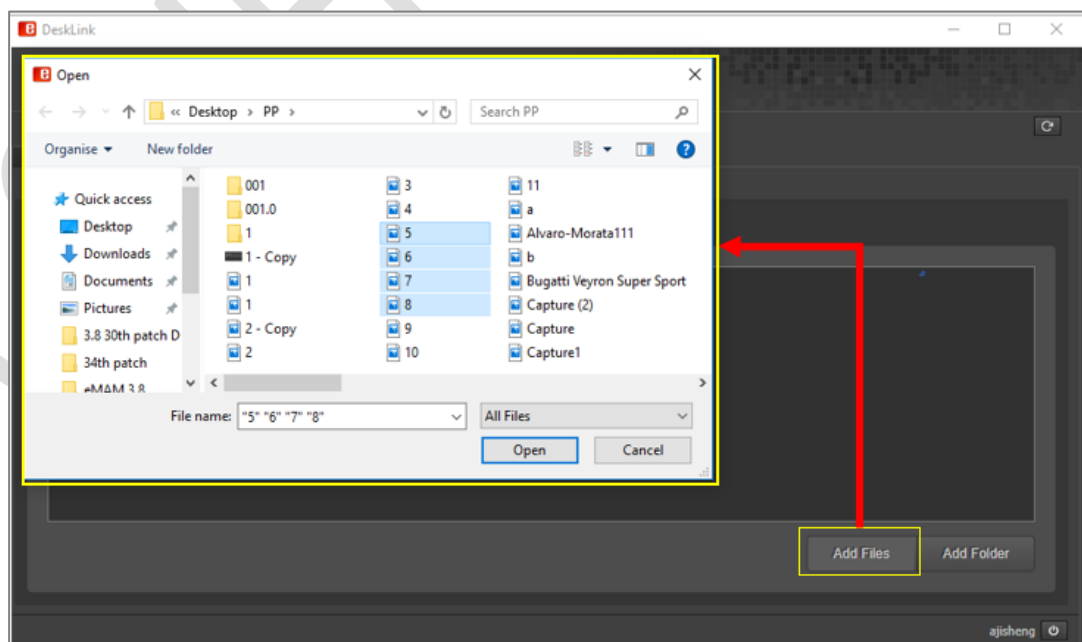 DeskLink
Open
« Desktop > PP >
Search PP
Organise
New folder
Quick access
Desktop
Downloads
Documents
Pictures
3.8 30th patch D
34th patch
eMAM 3.8
001
001.0
1
1 - Copy
1
1
2 - Copy
2
3
4
5
6
7
8
9
10
11
a
Alvaro-Morata111
b
Bugatti Veyron Super Sport
Capture (2)
Capture
Capture1
File name:
"5" "6" "7" "8"
All Files
Open
Cancel
Add Files
Add Folder
ajisheng